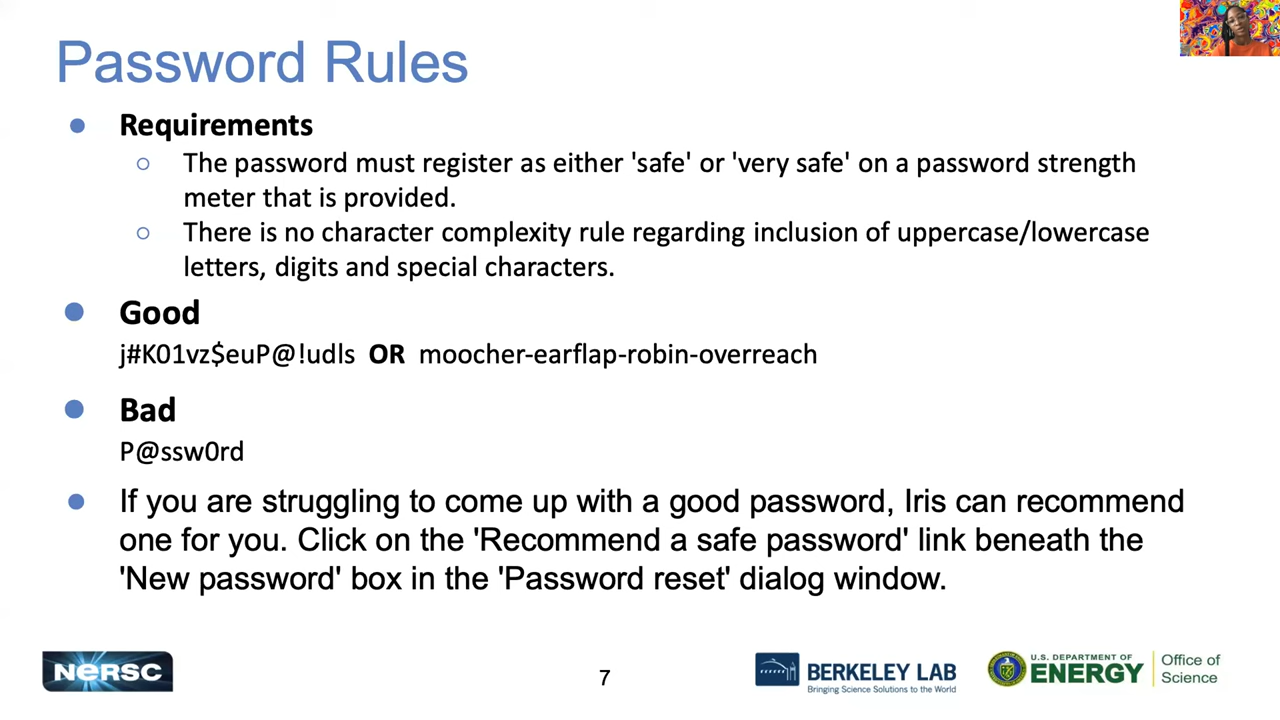 Password Rules
Requirements
The password must register as either 'safe' or 'very safe' on a password strength
meter that is provided.
There is no character complexity rule regarding inclusion of uppercase/lowercase
letters, digits and special characters.
Good
j#K01vz$euP@!udls OR moocher-earflap-robin-overreach
Bad
P@ssw0rd
If you are struggling to come up with a good password, Iris can recommend
one for you. Click on the 'Recommend a safe password' link beneath the
'New password' box in the 'Password reset' dialog window.
NERSC
7
BERKELEY LAB
Bringing Science Solutions to the World
U.S. DEPARTMENT OF
ENERGY
Office of
Science